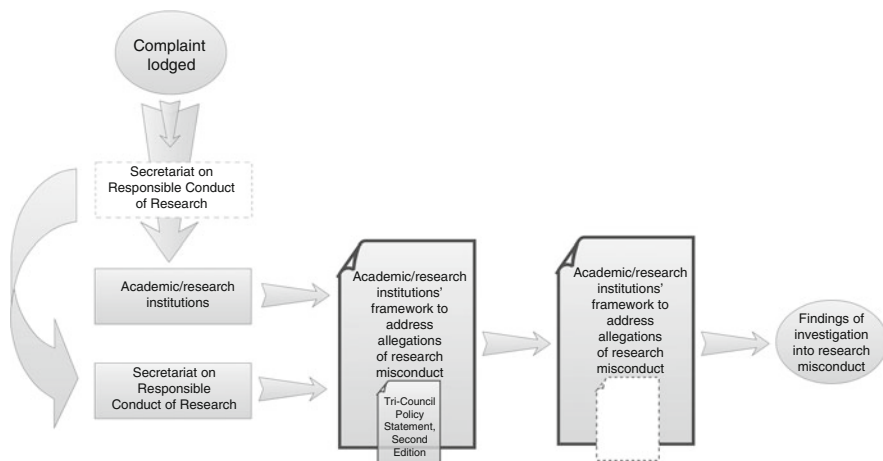 Complaint
lodged
Secretariat on
Responsible Conduct
of Research
Academic/research
institutions
Secretariat on
Responsible
Conduct of Research
Academic/research
institutions’
framework to
address
allegations
of research
misconduct
Tri-Council
Policy
Statement,
Second
Edition
Academic/research
institutions’
framework to
address
allegations
of research
misconduct
Findings of
investigation
into research
misconduct